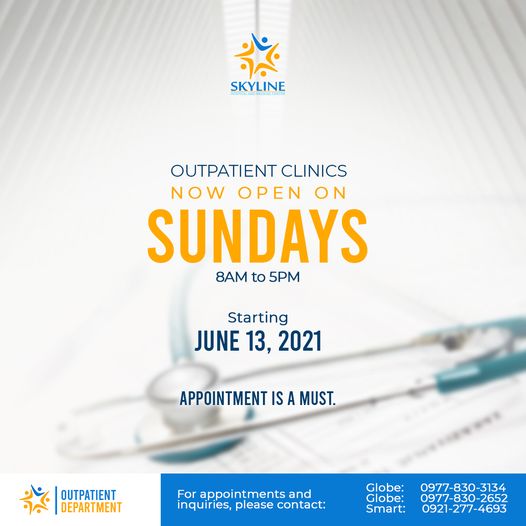 SKYLINE
OUTPATIENT CLINICS
NOW OPEN ON
SUNDAYS
8AM to 5PM
Starting
JUNE 13, 2021
APPOINTMENT IS A MUST.
OUTPATIENT
DEPARTMENT
For appointments and
inquiries, please contact:
Globe: 0977-830-3134
Globe: 0977-830-2652
Smart: 0921-277-4693